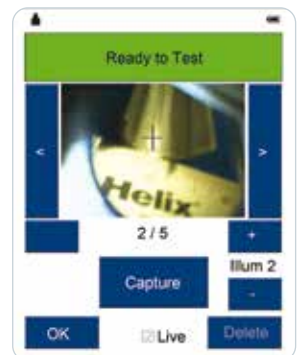 Ready to Test
<
>
Helix
2 / 5
+
Illum 2
Capture
-
OK
Live
Delete